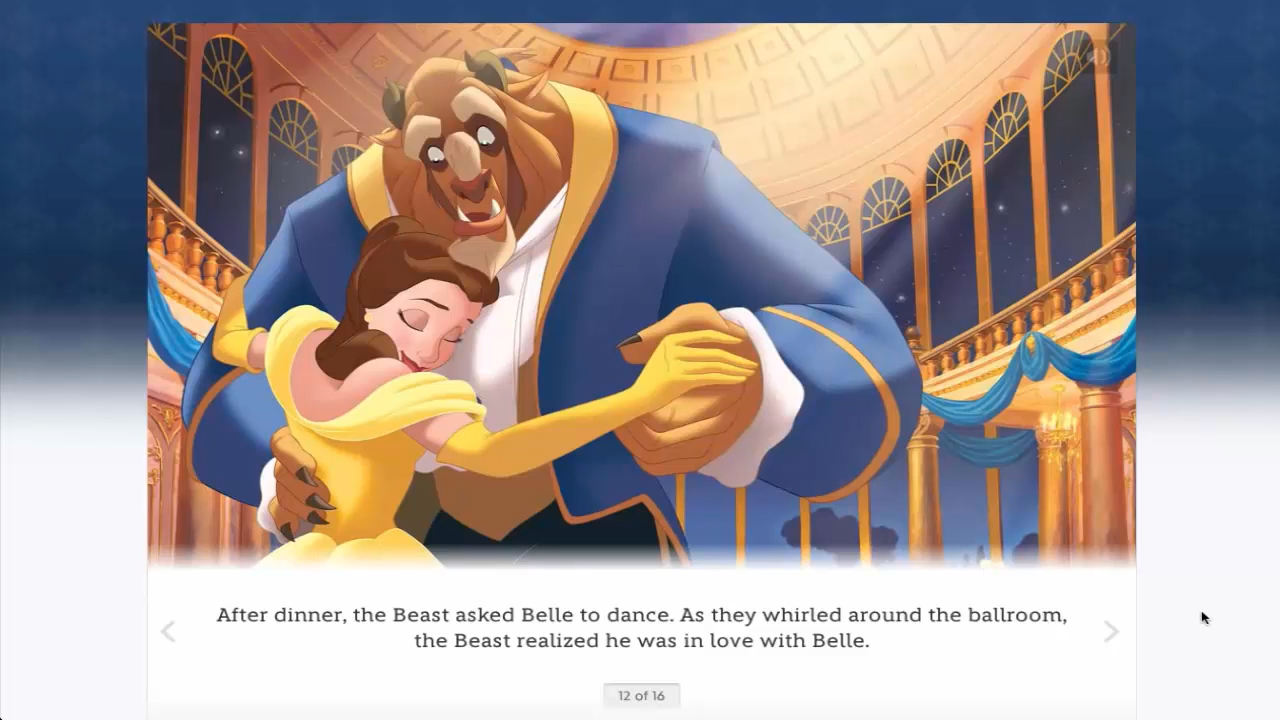 After dinner, the Beast asked Belle to dance. As they whirled around the ballroom,
the Beast realized he was in love with Belle.
12 of 16